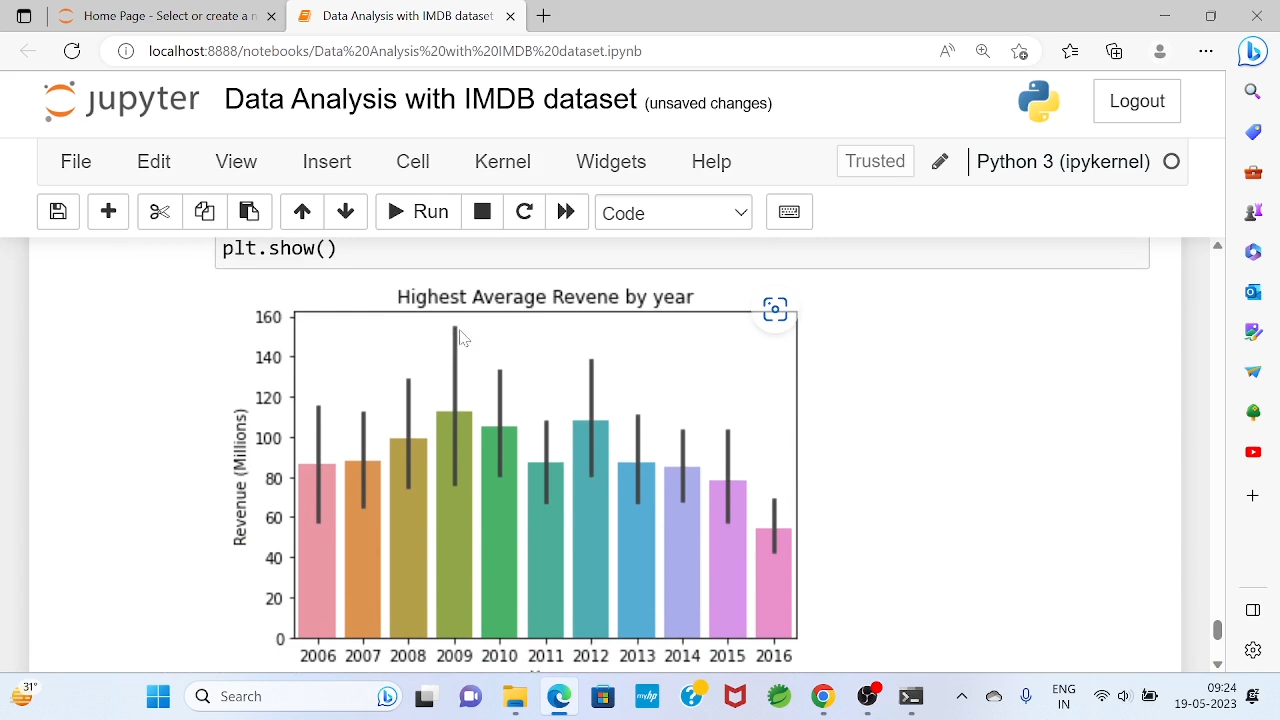 Home Page - Select or create a n
Data Analysis with IMDB dataset
localhost:8888/notebooks/Data%20Analysis%20with%20IMDB%20dataset.ipynb
jupyter Data Analysis with IMDB dataset (unsaved changes)
Logout
File Edit View Insert Cell Kernel Widgets Help
Trusted Python 3 (ipykernel)
Run Code
plt.show()
Highest Average Revene by year
Revenue (Millions)
160
140
120
100
80
60
40
20
0
2006 2007 2008 2009 2010 2011 2012 2013 2014 2015 2016
31°
Search
myhp
ENG
IN
09:24
19-05-2023